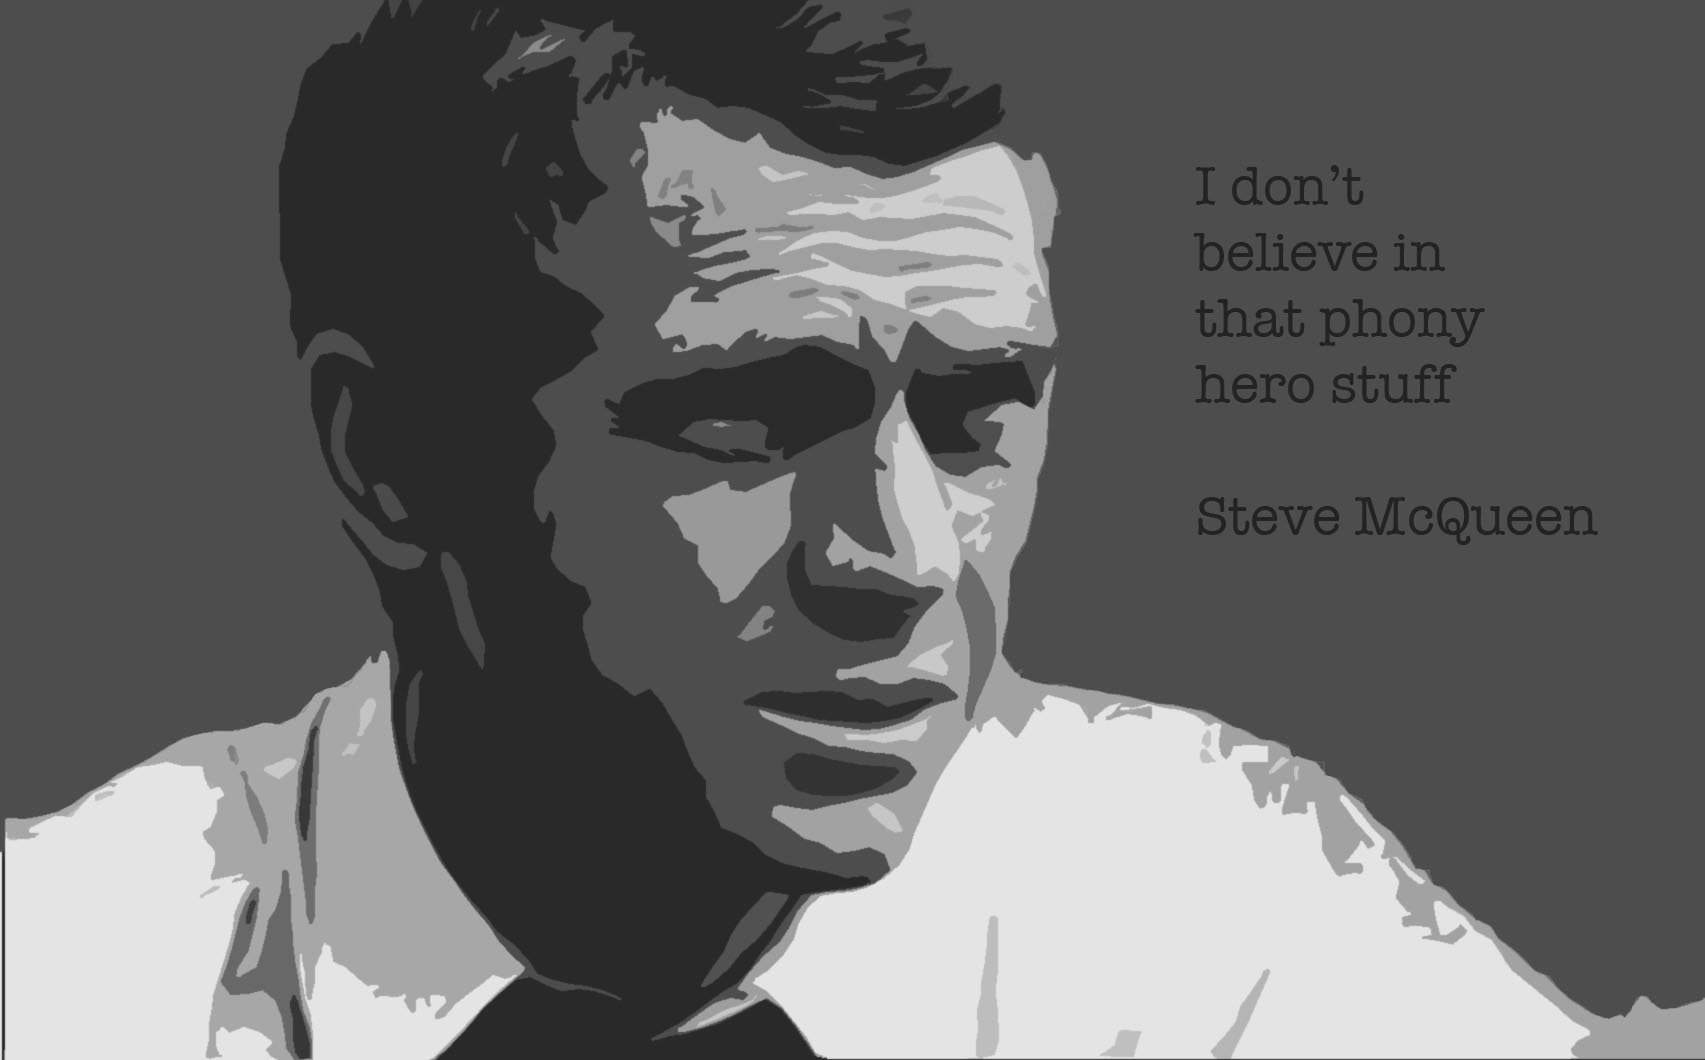 I don’t
believe in
that phony
hero stuff
Steve McQueen